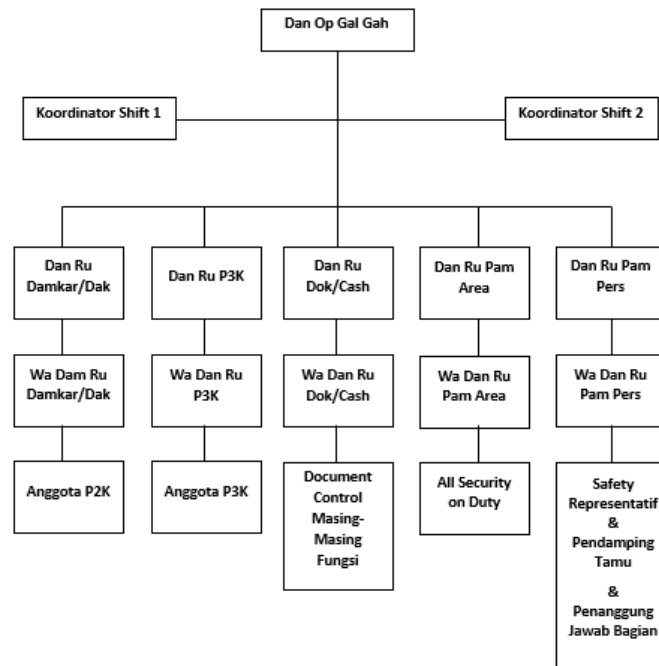 Dan Op Gal Gah
Koordinator Shift 1
Koordinator Shift 2
Dan Ru
Damkar/Dak
Dan Ru P3K
Dan Ru
Dok/Cash
Dan Ru Pam
Area
Dan Ru Pam
Pers
Wa Dam Ru
Damkar/Dak
Wa Dan Ru
P3K
Wa Dan Ru
Dok/Cash
Wa Dan Ru
Pam Area
Wa Dan Ru
Pam Pers
Anggota P2K
Anggota P3K
Document
Control
Masing-
Masing
Fungsi
All Security
on Duty
Safety
Representatif
&
Pendamping
Tamu
&
Penanggung
Jawab Bagian